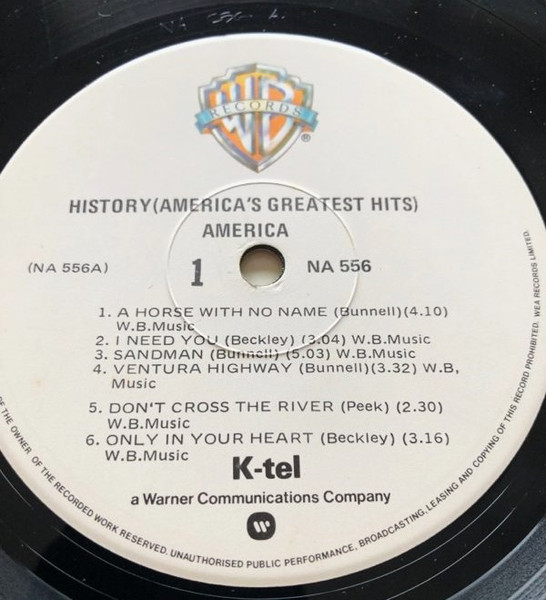 WB
RECORDS
®
HISTORY(AMERICA'S GREATEST HITS)
AMERICA
(NA 556A)
1
NA 556
1. A HORSE WITH NO NAME (Bunnell)(4.10)
W.B.Music
2. I NEED YOU (Beckley) (3.04) W.B.Music
3. SANDMAN (Bunnell) (5.03) W.B.Music
4. VENTURA HIGHWAY (Bunnell)(3.32) W.B,
Music
5. DON'T CROSS THE RIVER (Peek) (2.30)
W.B.Music
6. ONLY IN YOUR HEART (Beckley) (3.16)
W.B.Music
K-tel
a Warner Communications Company
OF THE OWNER OF THE RECORDED WORK RESERVED. UNAUTHORISED PUBLIC PERFORMANCE, BROADCASTING, LEASING AND COPYING OF THIS RECORD PROHIBITED. WEA RECORDS LIMITED.